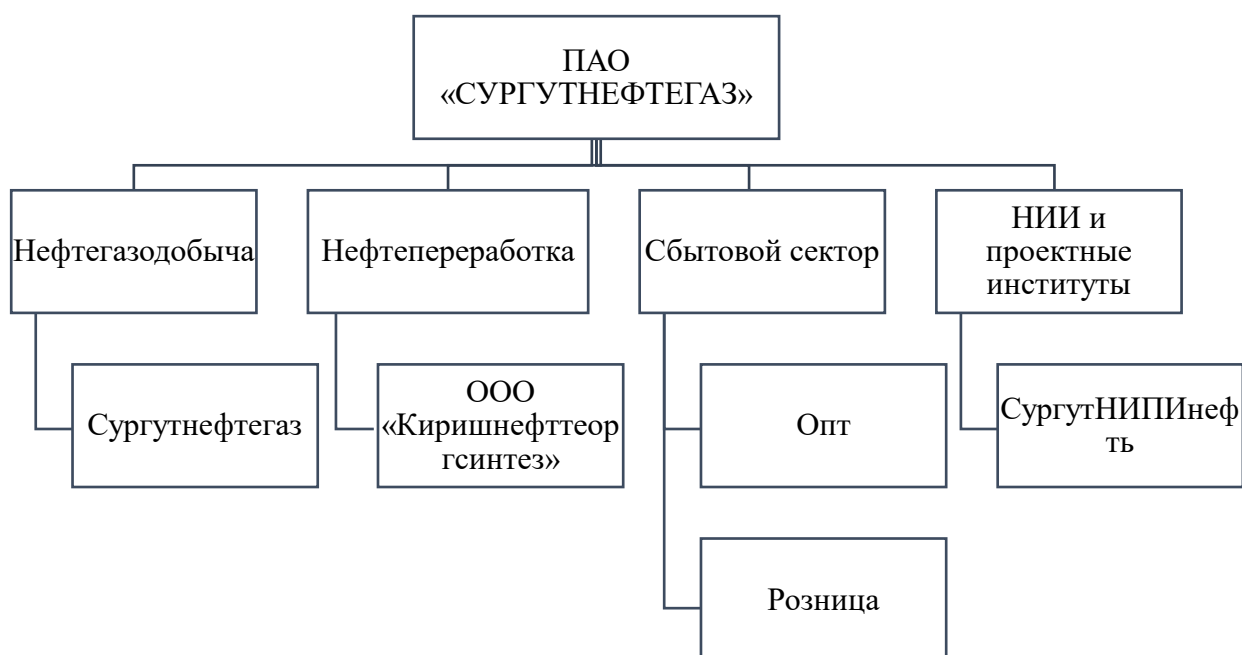 ПАО
«СУРГУТНЕФТЕГАЗ»
Нефтегазодобыча
Нефтепереработка
Сбытовой сектор
НИИ и
проектные
институты
Сургутнефтегаз
ООО
«Киришнефттеор
гсинтез»
Опт
СургутНИПИнеф
ть
Розница